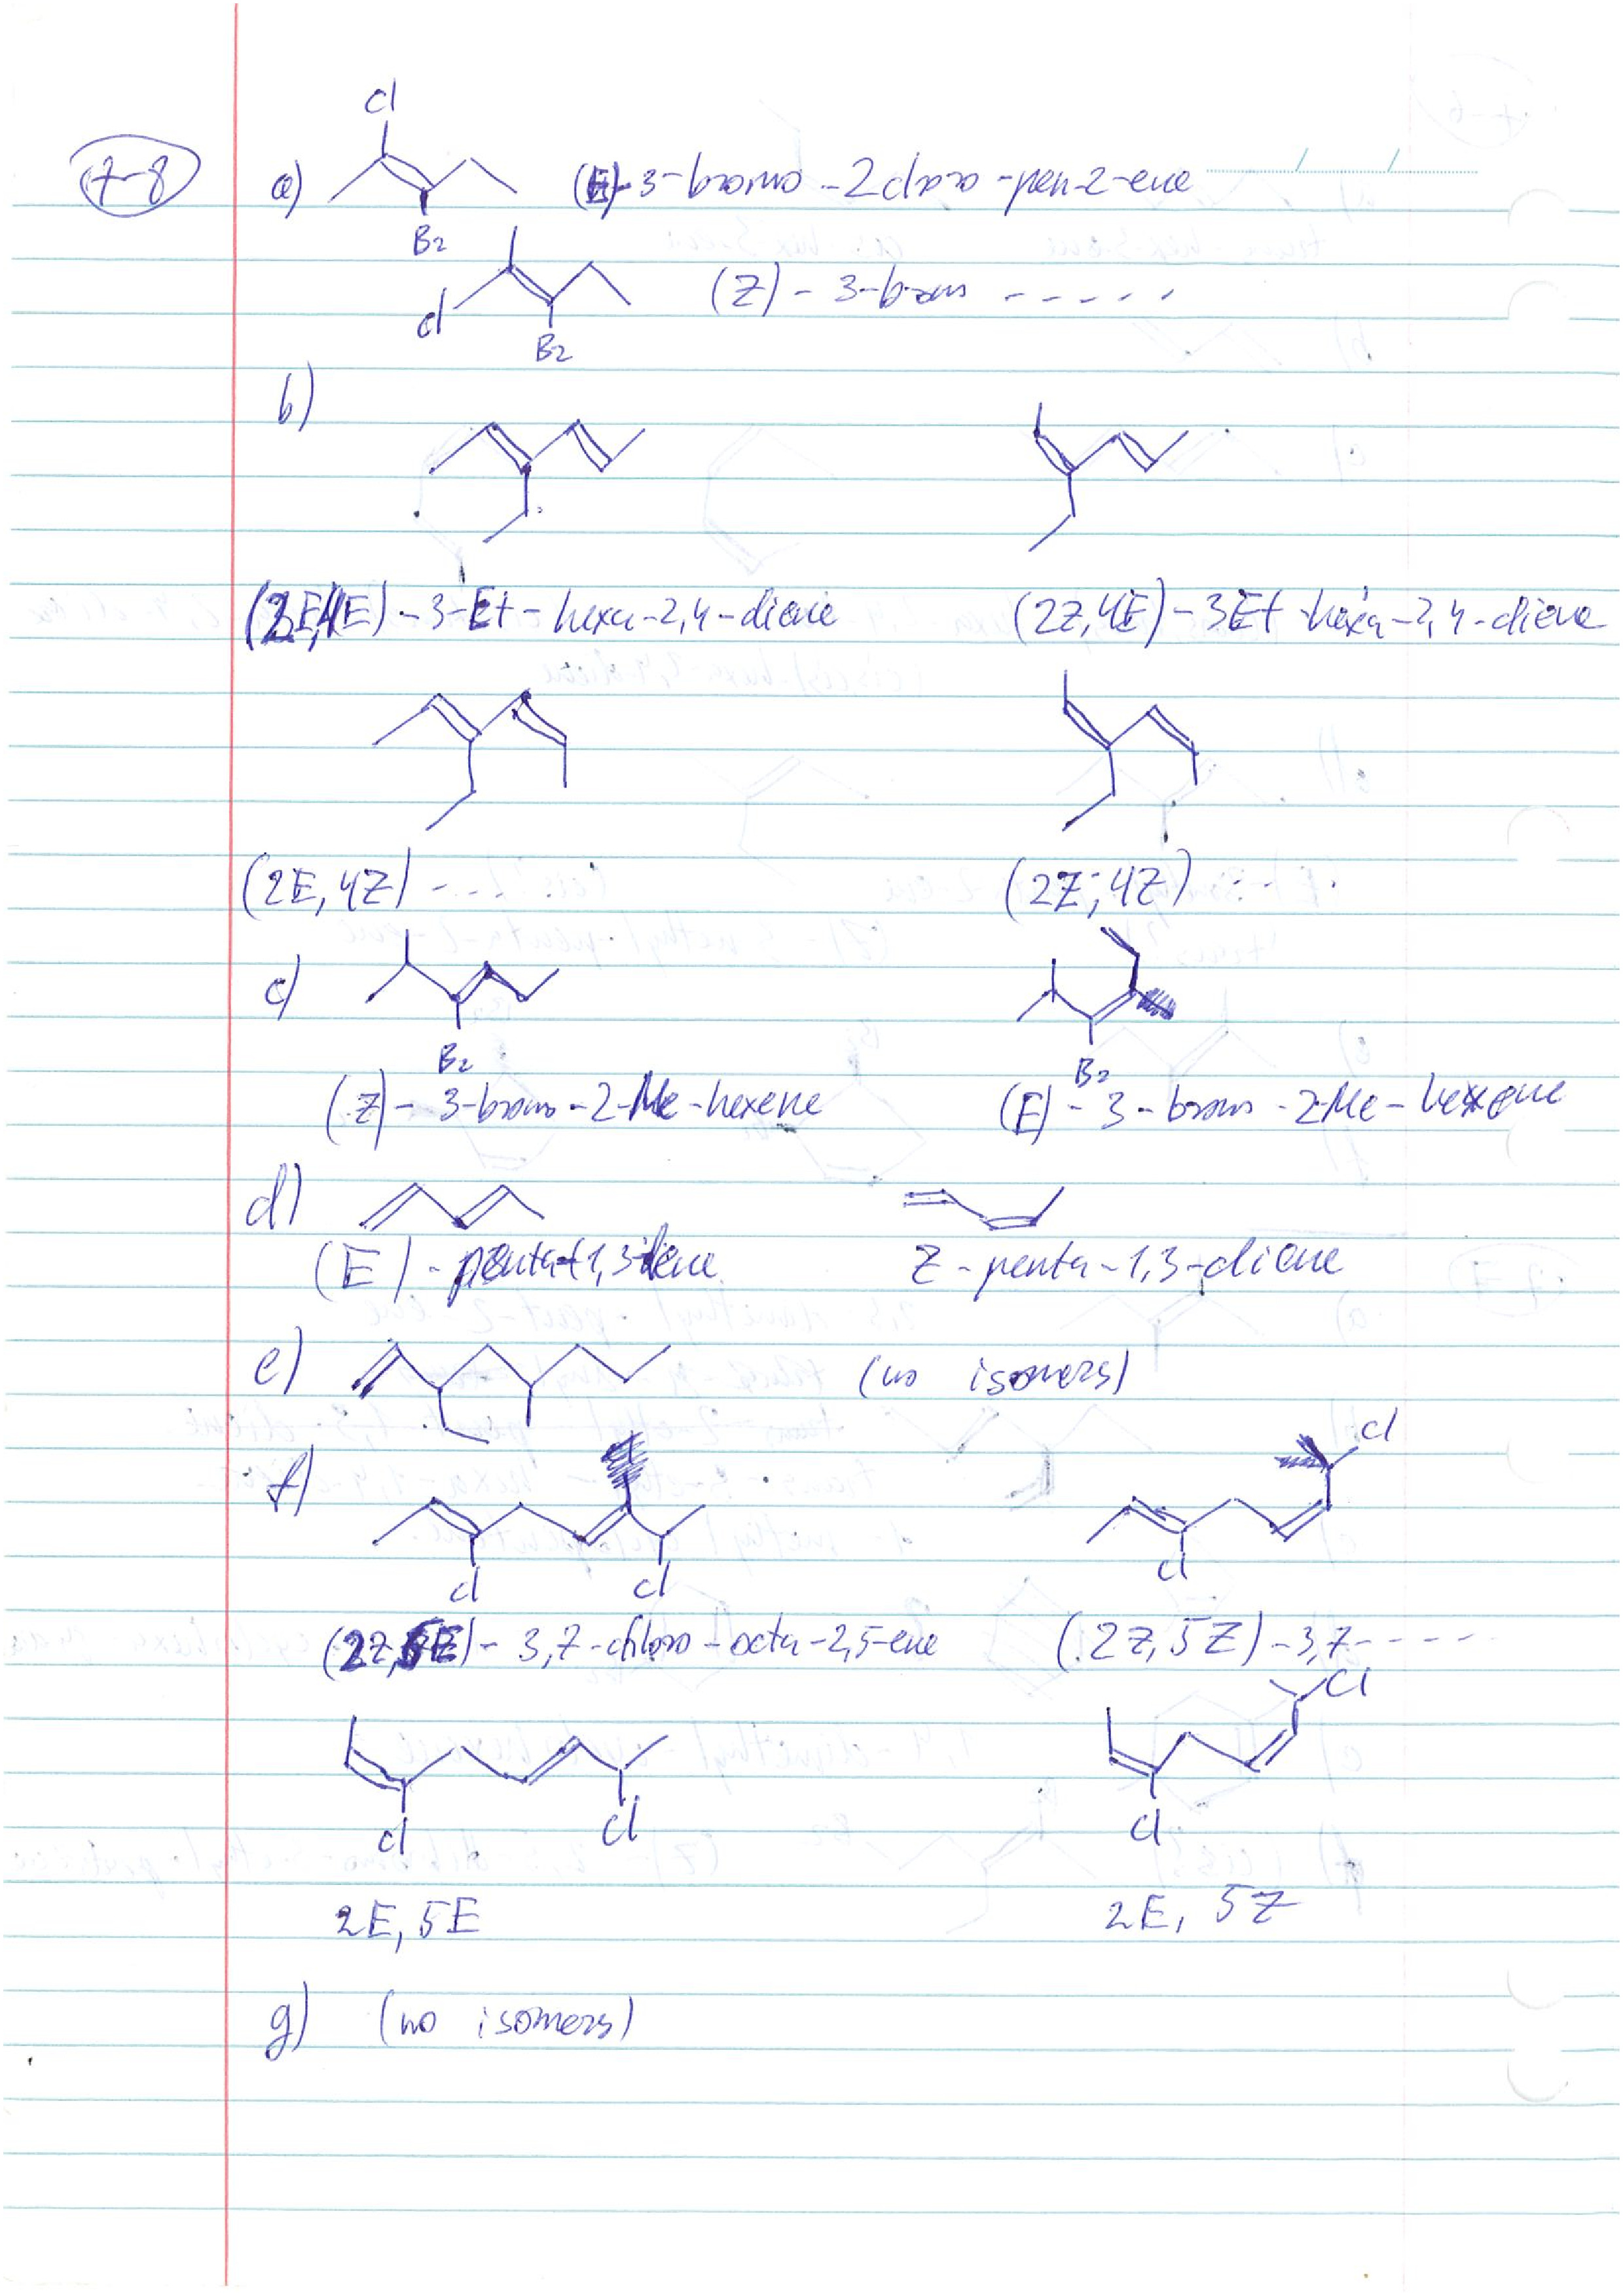 7-8
Cl
a) (E)-3-bromo-2chloro-pen-2-ene
Br
(Z)-3-brom -----
Cl
Br
b)
(2E,4E)-3-Et-hexa-2,4-diene (2Z,4E)-3Et-hexa-2,4-diene
(2E,4Z) ---- (2Z,4Z) ---
c)
Br Br
(Z)-3-bromo-2-Me-hexene (E)-3-brom-2-Me-hexene
d)
(E)-penta-1,3-diene Z-penta-1,3-diene
e) (no isomers)
Cl
f)
Cl Cl Cl
(2Z,5E)-3,7-chloro-octa-2,5-ene (2Z,5Z)-3,7-----
Cl
Cl Cl Cl
2E,5E 2E, 5Z
g) (no isomers)